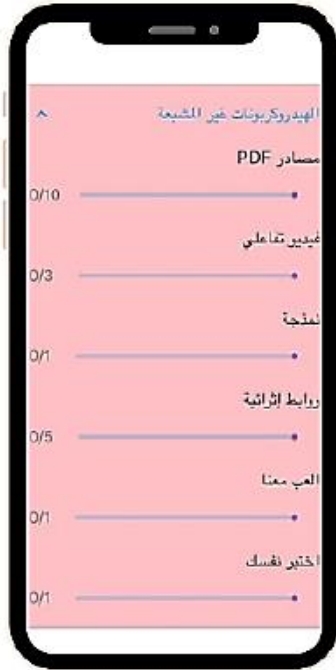 الهيدروكربونات غير المشبعة
مصادر PDF
0/10
فيديو تفاعلي
0/3
نمذجة
0/1
روابط إثرائية
0/5
العب معنا
0/1
اختبر نفسك
0/1